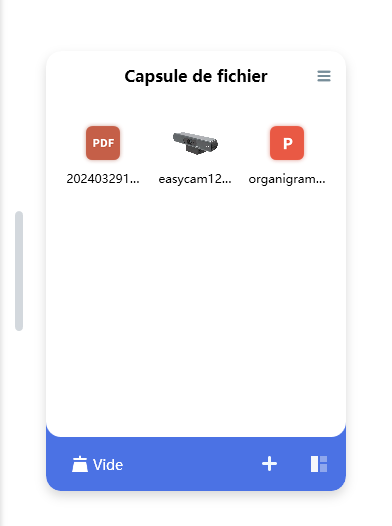 Capsule de fichier
PDF
P
202403291...
easycam12...
organigram...
Vide